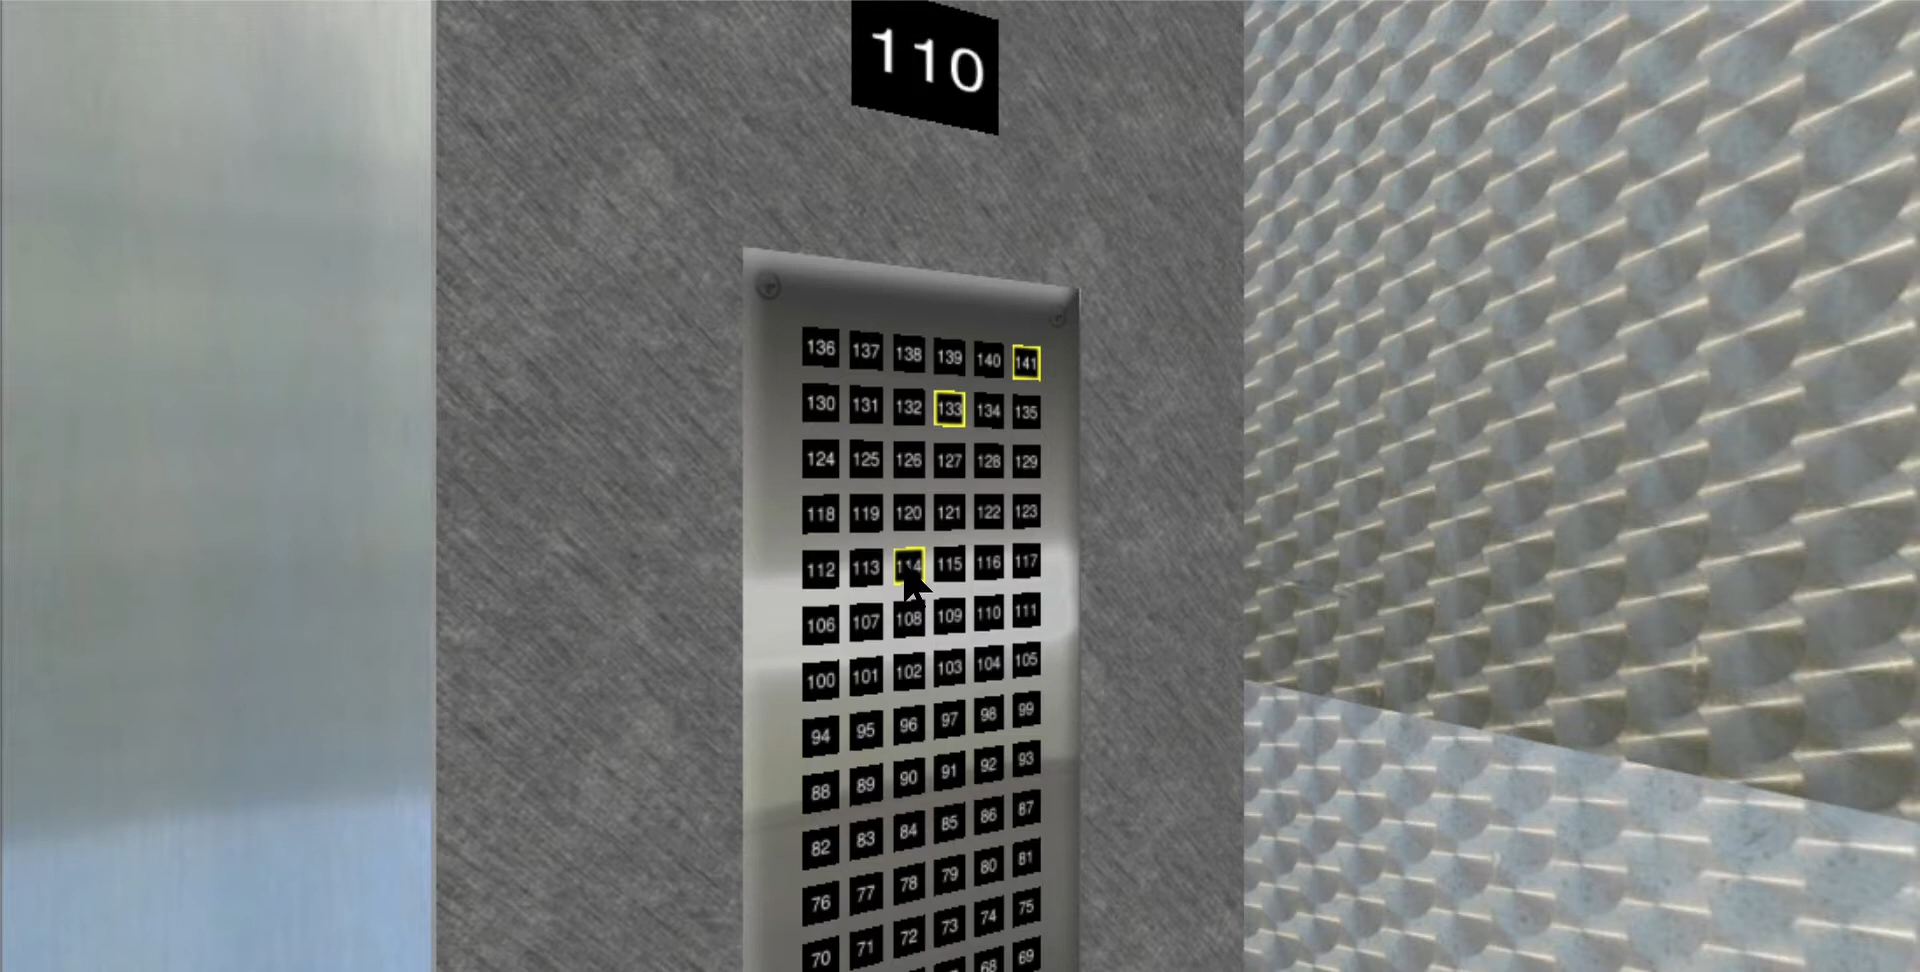 110
136 137 138 139 140 141
130 131 132 133 134 135
124 125 126 127 128 129
118 119 120 121 122 123
112 113 114 115 116 117
106 107 108 109 110 111
100 101 102 103 104 105
94 95 96 97 98 99
88 89 90 91 92 93
82 83 84 85 86 87
76 77 78 79 80 81
70 71 72 73 74 75
68 69